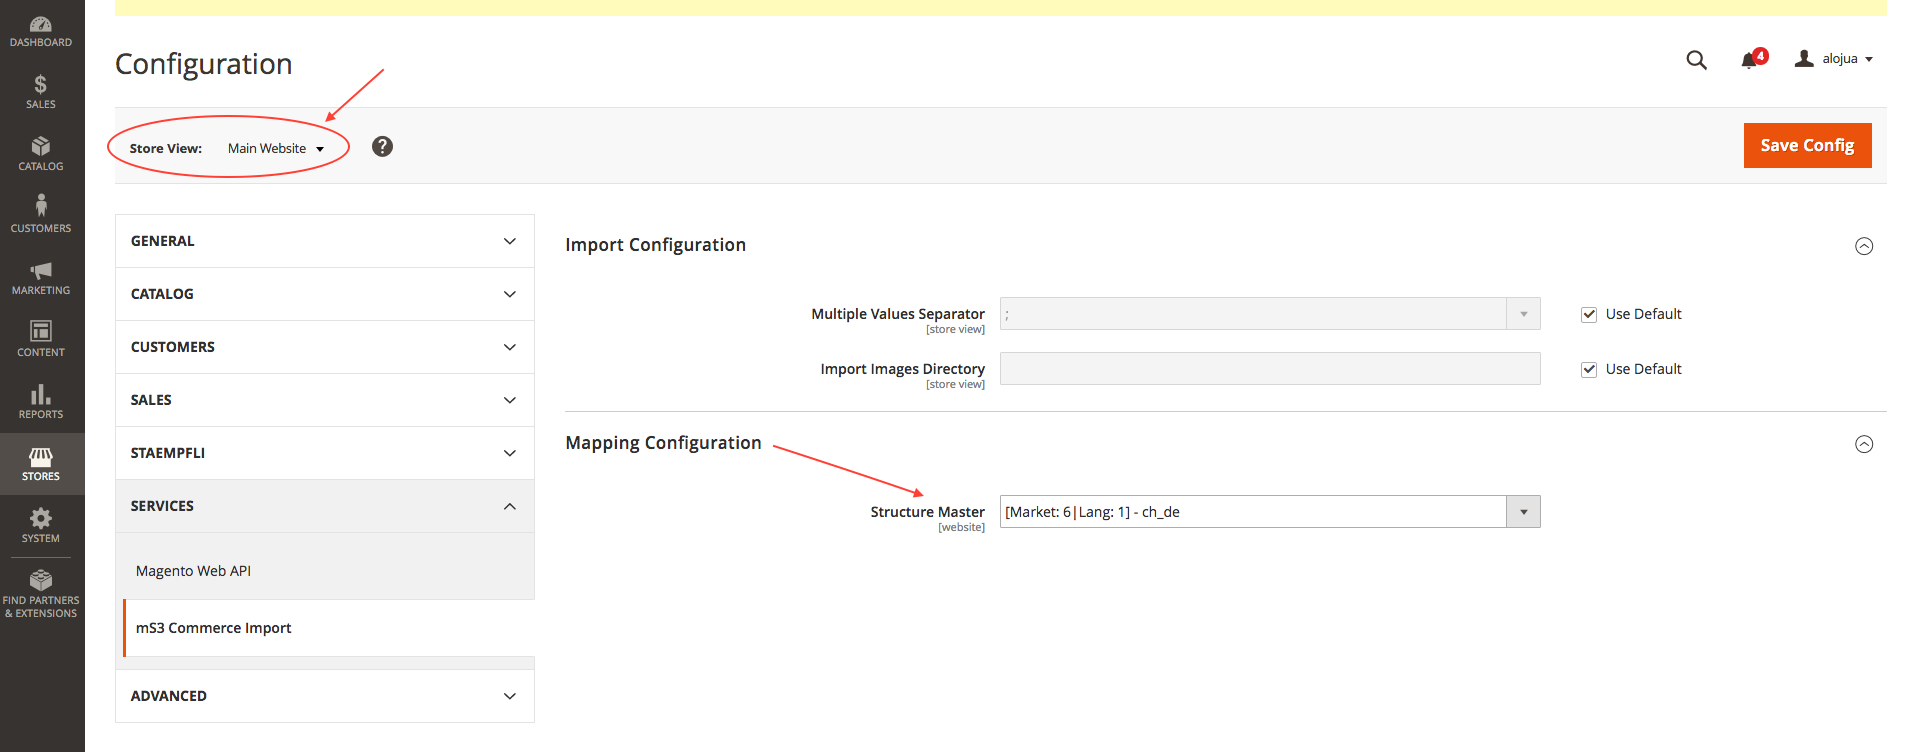 DASHBOARD
SALES
CATALOG
CUSTOMERS
MARKETING
CONTENT
REPORTS
STORES
SYSTEM
FIND PARTNERS
& EXTENSIONS
Configuration
4
alojua
Store View: Main Website
?
Save Config
GENERAL
CATALOG
CUSTOMERS
SALES
STAEMPFLI
SERVICES
Magento Web API
mS3 Commerce Import
ADVANCED
Import Configuration
Multiple Values Separator ; Use Default
[store view]
Import Images Directory Use Default
[store view]
Mapping Configuration
Structure Master [Market: 6|Lang: 1] - ch_de
[website]